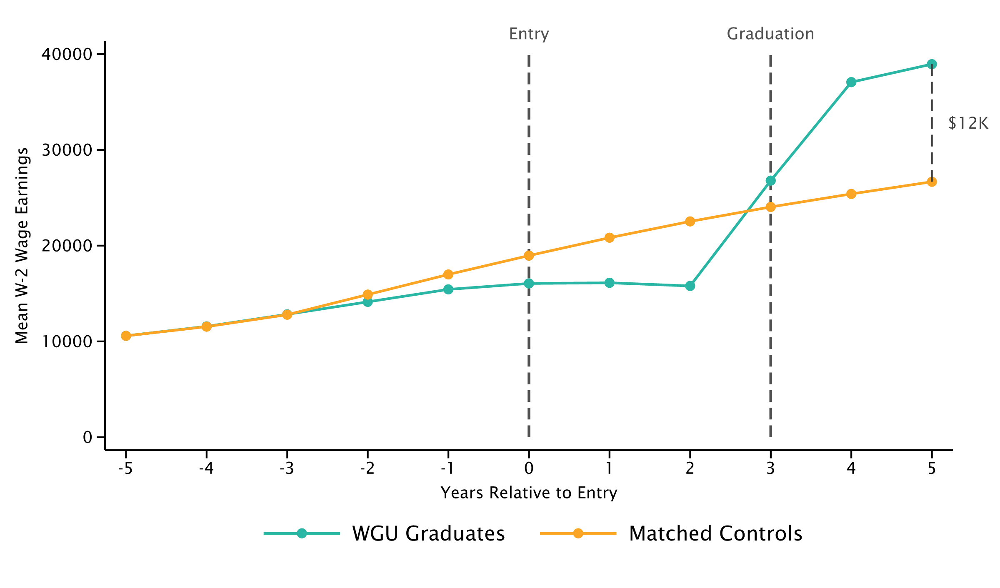 Entry
Graduation
40000
30000
20000
10000
0
Mean W-2 Wage Earnings
$12K
-5
-4
-3
-2
-1
0
1
2
3
4
5
Years Relative to Entry
WGU Graduates
Matched Controls